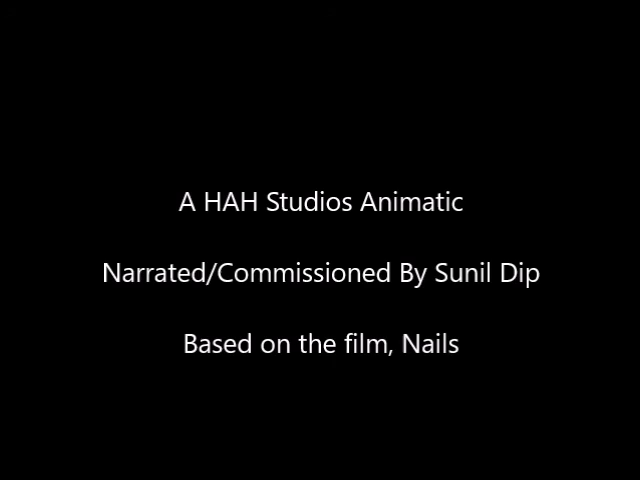 A HAH Studios Animatic
Narrated/Commissioned By Sunil Dip
Based on the film, Nails